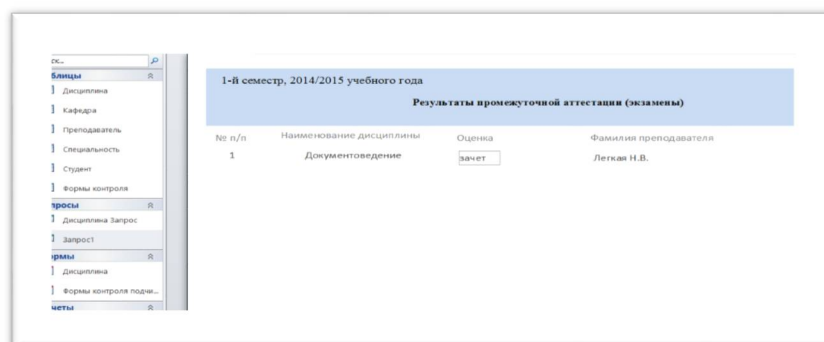 ск...
блицы
Дисциплина
Кафедра
Преподаватель
Специальность
Студент
Формы контроля
просы
Дисциплина Запрос
Запрос1
рмы
Дисциплина
Формы контроля подчи...
четы
1-й семестр, 2014/2015 учебного года
Результаты промежуточной аттестации (экзамены)
№ п/п Наименование дисциплины Оценка Фамилия преподавателя
1 Документоведение зачет Легкая Н.В.